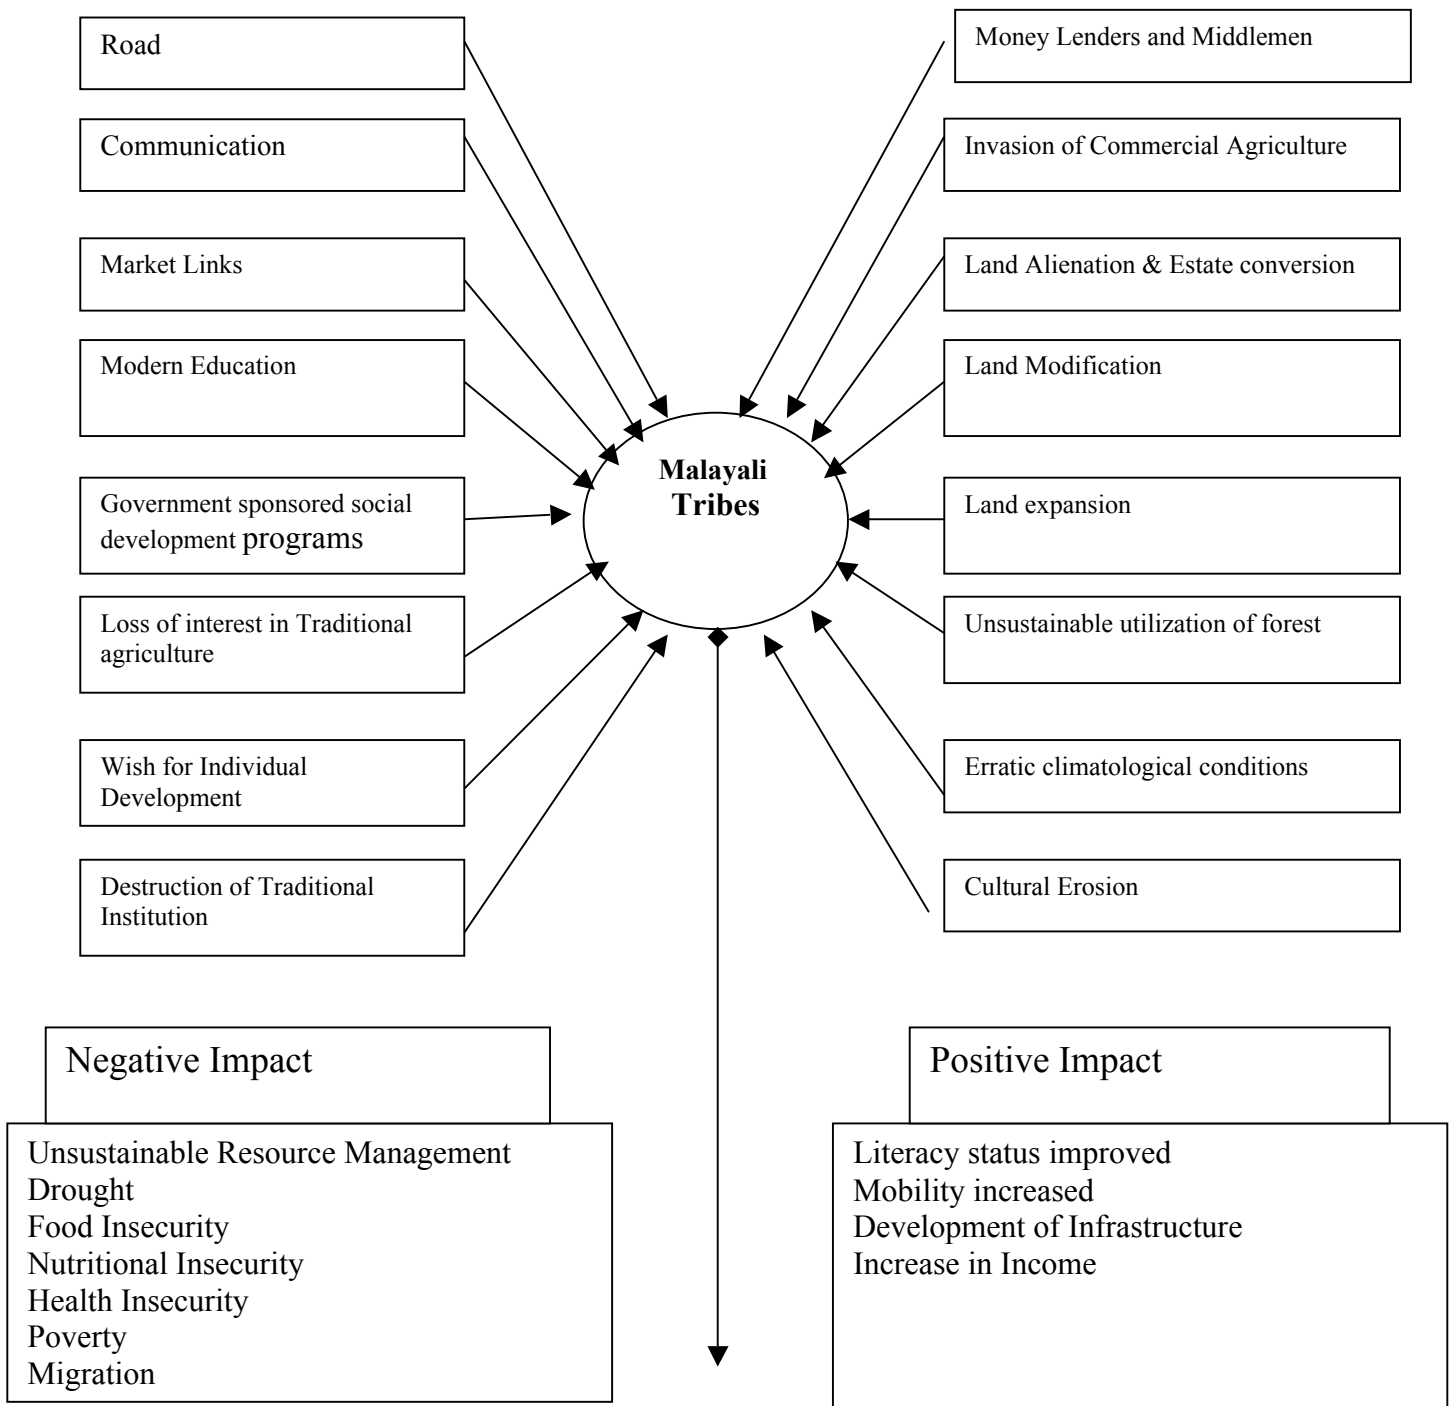 Road
Communication
Market Links
Modern Education
Government sponsored social
development programs
Loss of interest in Traditional
agriculture
Wish for Individual
Development
Destruction of Traditional
Institution
Malayali
Tribes
Money Lenders and Middlemen
Invasion of Commercial Agriculture
Land Alienation & Estate conversion
Land Modification
Land expansion
Unsustainable utilization of forest
Erratic climatological conditions
Cultural Erosion
Negative Impact
Unsustainable Resource Management
Drought
Food Insecurity
Nutritional Insecurity
Health Insecurity
Poverty
Migration
Positive Impact
Literacy status improved
Mobility increased
Development of Infrastructure
Increase in Income